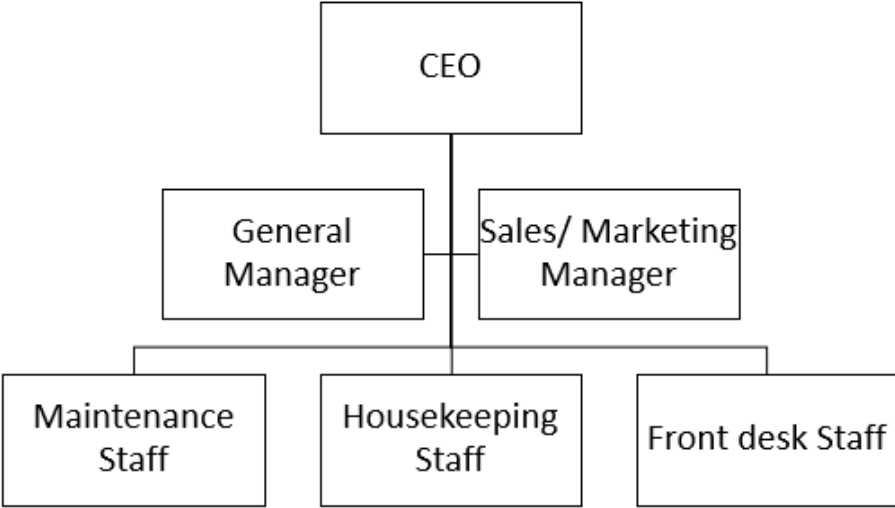 CEO
General
Manager
Sales/ Marketing
Manager
Maintenance
Staff
Housekeeping
Staff
Front desk Staff